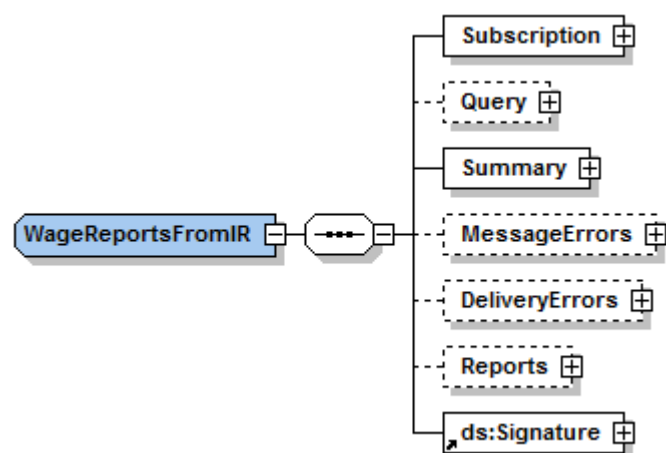 Subscription
Query
Summary
WageReportsFromIR
MessageErrors
DeliveryErrors
Reports
ds:Signature